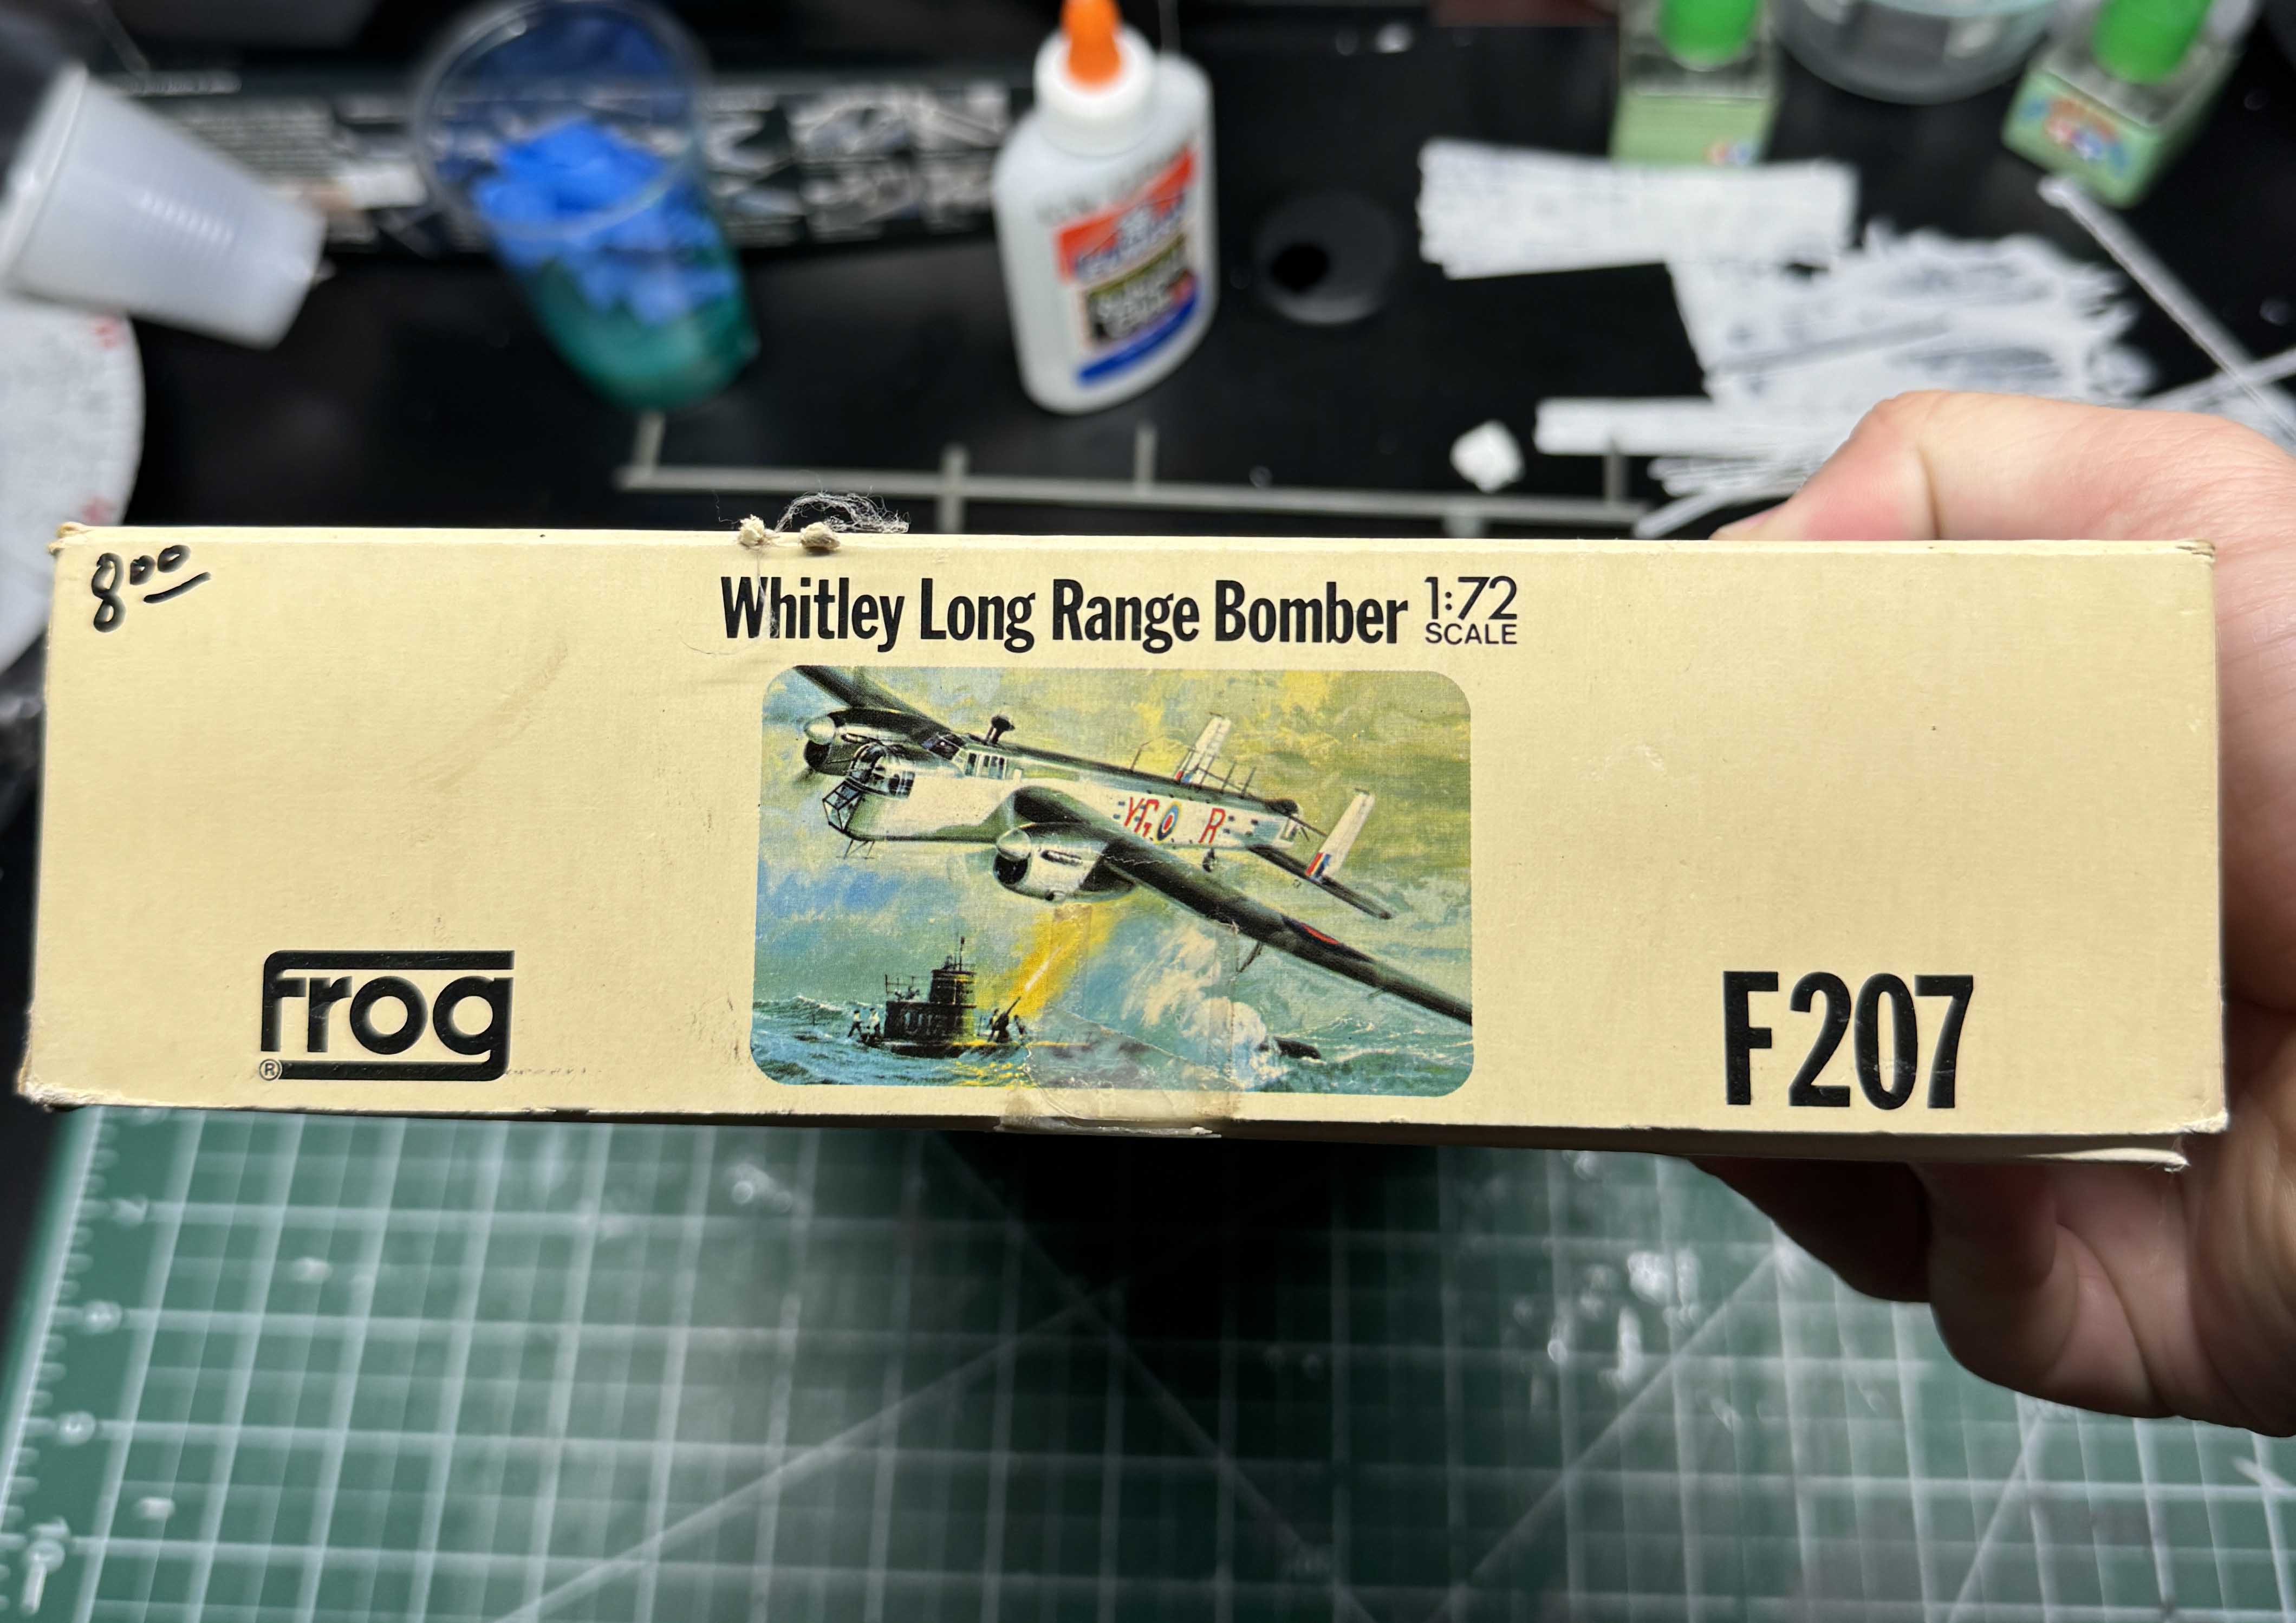 8⁰⁰
Whitley Long Range Bomber 1:72
SCALE
YG R
frog
®
F207